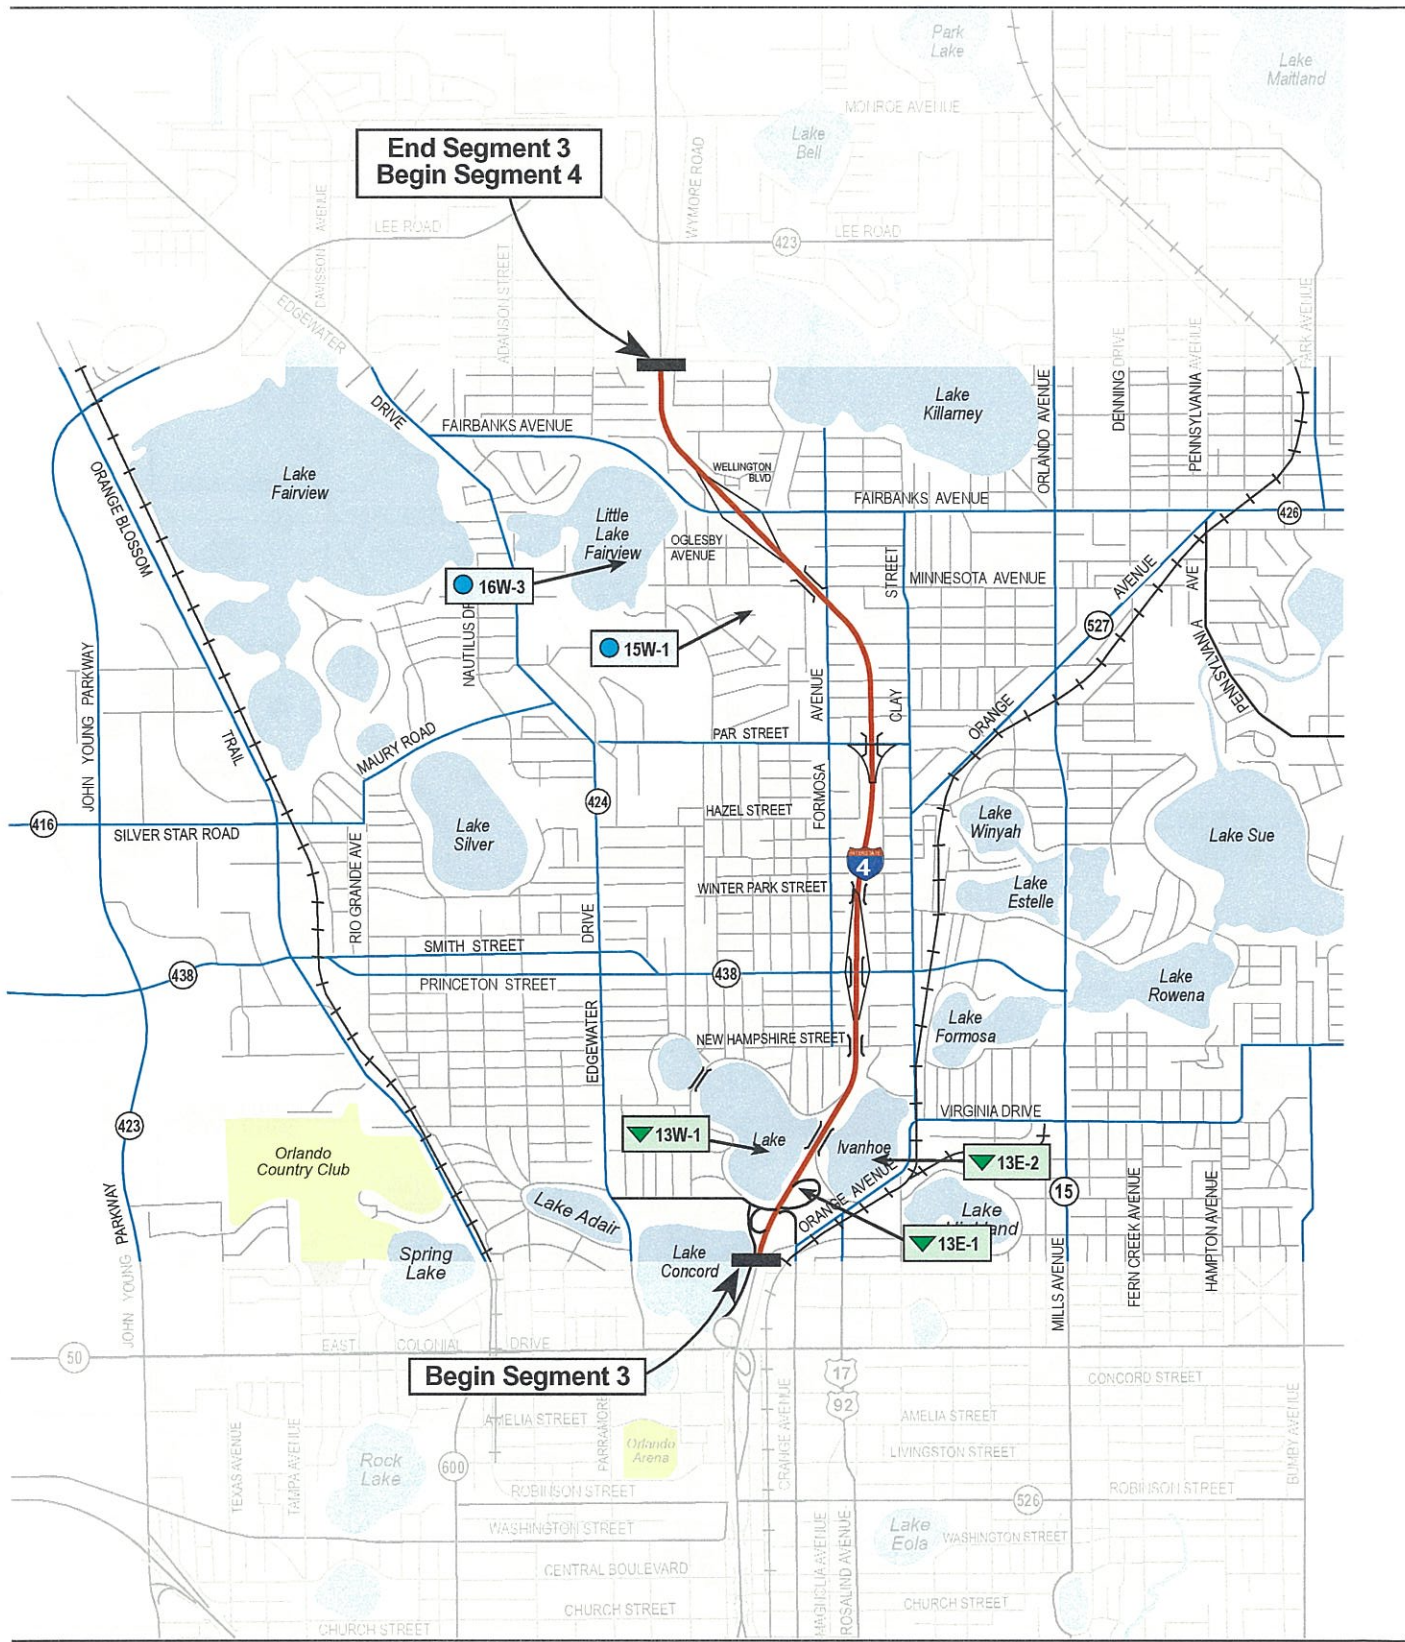 Park
Lake
Lake
Maitland
MONROE AVENUE
Lake
Bell
End Segment 3
Begin Segment 4
WYMORE ROAD
DAVISSON AVENUE
LEE ROAD
423
LEE ROAD
ADANSON STREET
EDGEWATER
DRIVE
PARK AVENUE
DENNING DRIVE
PENNSYLVANIA AVENUE
ORLANDO AVENUE
Lake
Killarney
FAIRBANKS AVENUE
Lake
Fairview
WELLINGTON
BLVD
FAIRBANKS AVENUE
426
ORANGE BLOSSOM
TRAIL
Little
Lake
Fairview
OGLESBY
AVENUE
CLAY
STREET
MINNESOTA AVENUE
AVENUE
PENNSYLVANIA AVE
16W-3
527
NAUTILUS DR
15W-1
JOHN YOUNG PARKWAY
FORMOSA
AVENUE
ORANGE
PAR STREET
MAURY ROAD
424
HAZEL STREET
Lake
Winyah
Lake Sue
416
SILVER STAR ROAD
Lake
Silver
INTERSTATE
4
WINTER PARK STREET
Lake
Estelle
RIO GRANDE AVE
DRIVE
SMITH STREET
438
438
PRINCETON STREET
Lake
Rowena
EDGEWATER
Lake
Formosa
NEW HAMPSHIRE STREET
423
VIRGINIA DRIVE
13W-1
Lake
Ivanhoe
Orlando
Country Club
13E-2
PARKWAY
15
Lake Adair
ORANGE AVENUE
Lake
Highland
FERN CREEK AVENUE
HAMPTON AVENUE
13E-1
Spring
Lake
Lake
Concord
MILLS AVENUE
JOHN YOUNG
50
EAST COLONIAL DRIVE
Begin Segment 3
17
92
CONCORD STREET
ORANGE AVENUE
BUMBY AVENUE
TEXAS AVENUE
TAMPA AVENUE
AMELIA STREET
PARRAMORE
AMELIA STREET
Orlando
Arena
LIVINGSTON STREET
Rock
Lake
600
ROBINSON STREET
526
ROBINSON STREET
WASHINGTON STREET
MAGNOLIA AVENUE
ROSALIND AVENUE
Lake
Eola
WASHINGTON STREET
CENTRAL BOULEVARD
CHURCH STREET
CHURCH STREET
CHURCH STREET